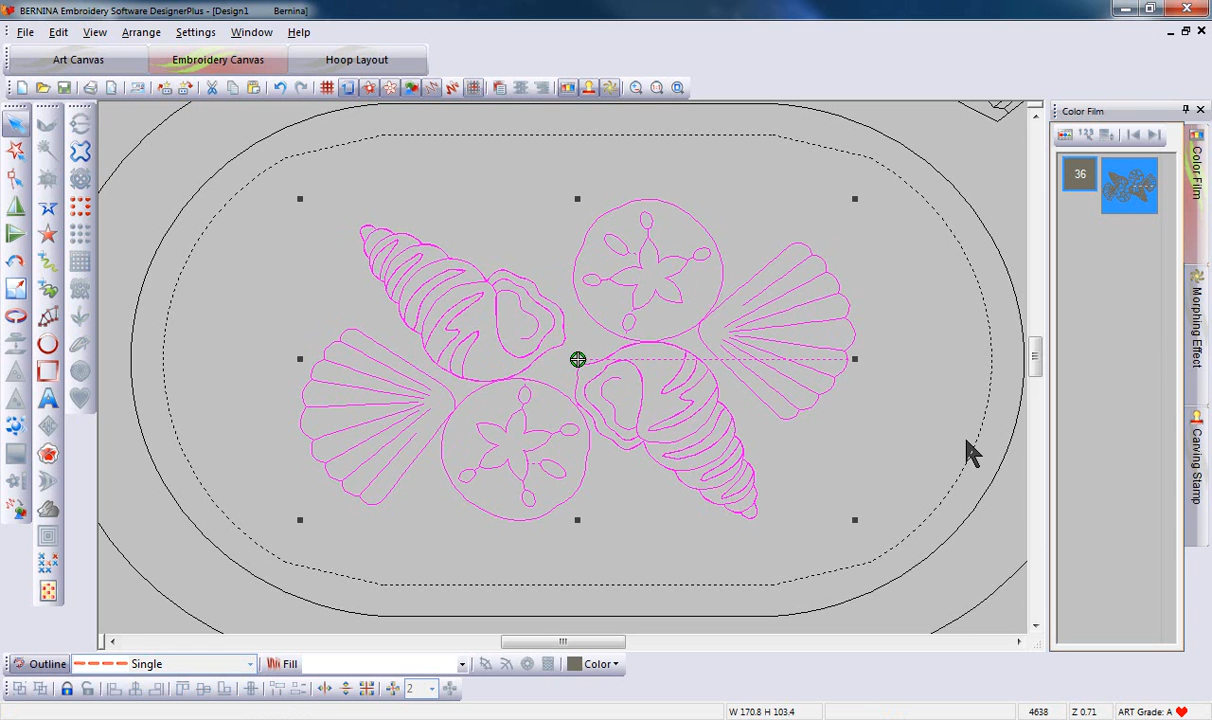 BERNINA Embroidery Software DesignerPlus - [Design1 Bernina]
File Edit View Arrange Settings Window Help
Art Canvas Embroidery Canvas Hoop Layout
Color Film
36
Color Film
Morphing Effect
Carving Stamp
Outline Single Fill Color
2
W 170.8 H 103.4 4638 Z 0.71 ART Grade: A